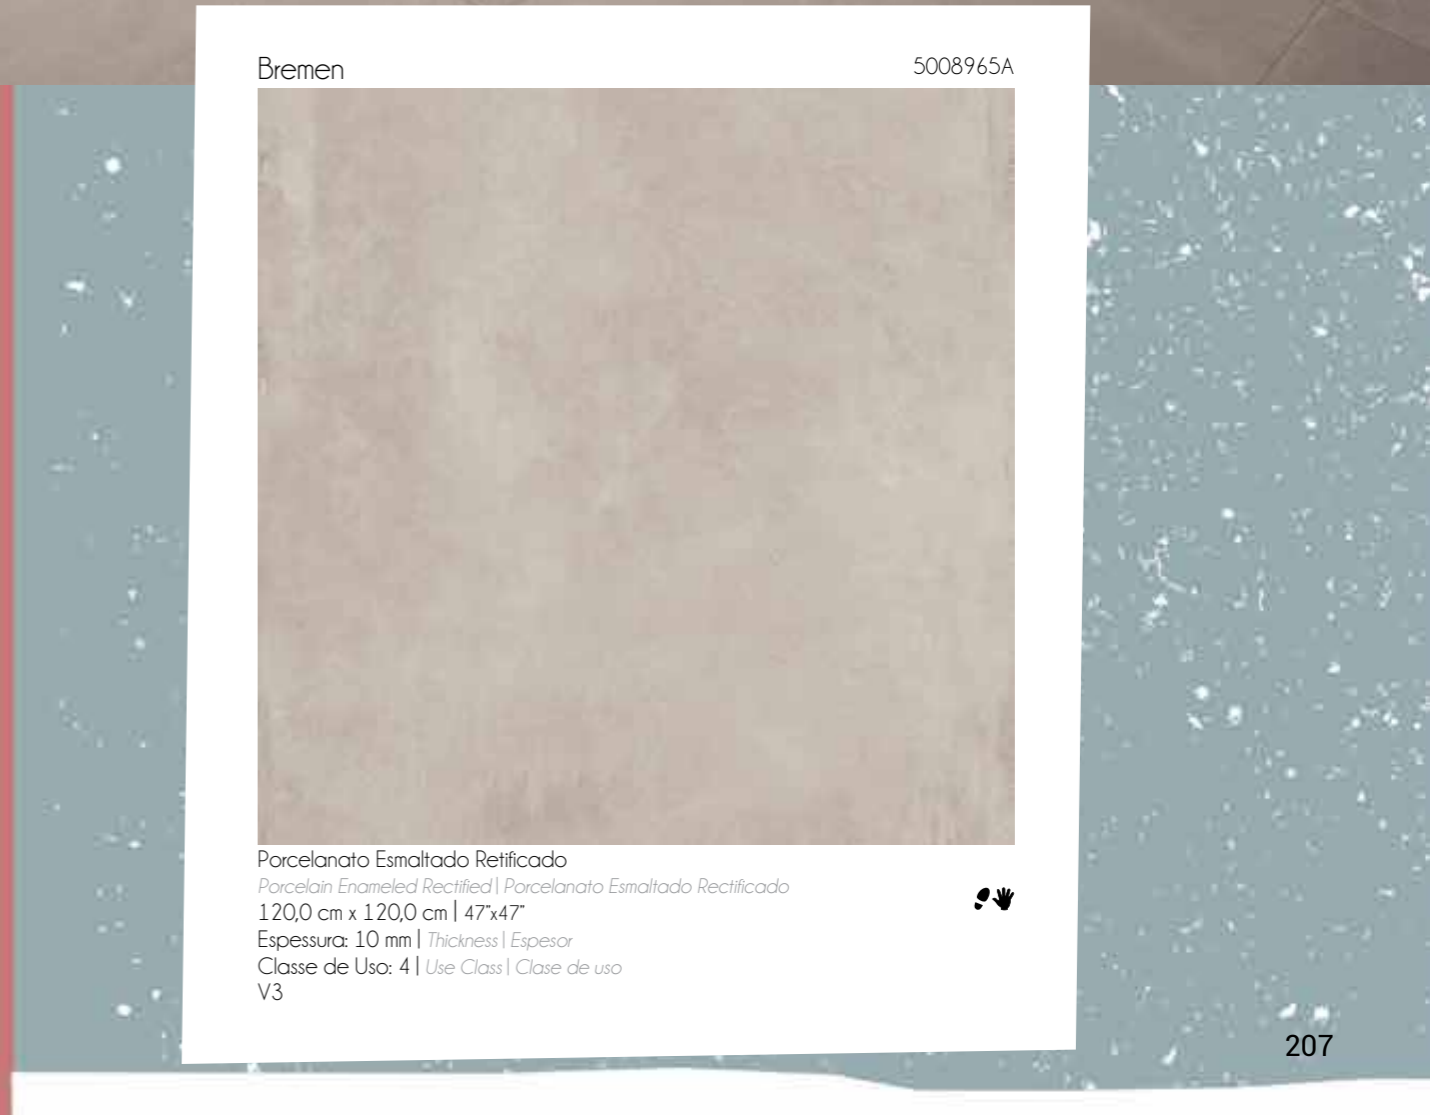 Bremen
5008965A
Porcelanato Esmaltado Retificado
Porcelain Enameled Rectified | Porcelanato Esmaltado Rectificado
120,0 cm x 120,0 cm | 47"x47"
Espessura: 10 mm | Thickness | Espesor
Classe de Uso: 4 | Use Class | Clase de uso
V3
207